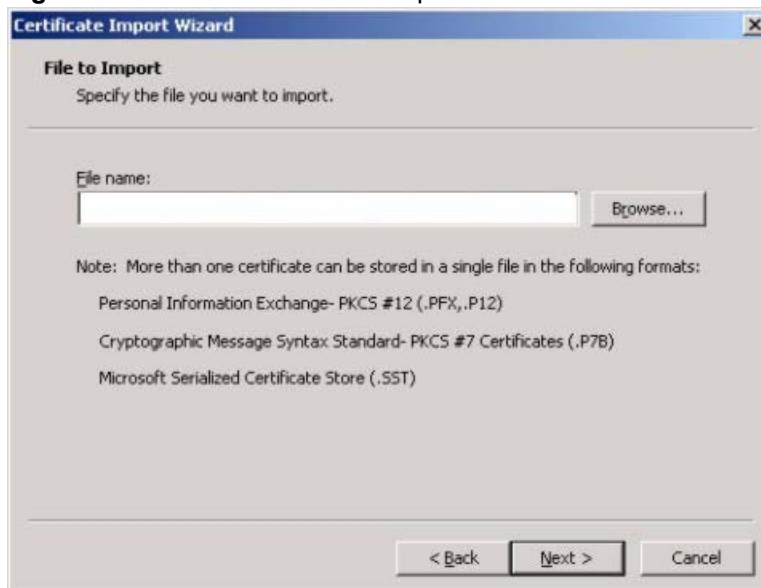 Certificate Import Wizard
File to Import
Specify the file you want to import.
File name:
Browse...
Note: More than one certificate can be stored in a single file in the following formats:
Personal Information Exchange- PKCS #12 (.PFX,.P12)
Cryptographic Message Syntax Standard- PKCS #7 Certificates (.P7B)
Microsoft Serialized Certificate Store (.SST)
< Back Next > Cancel